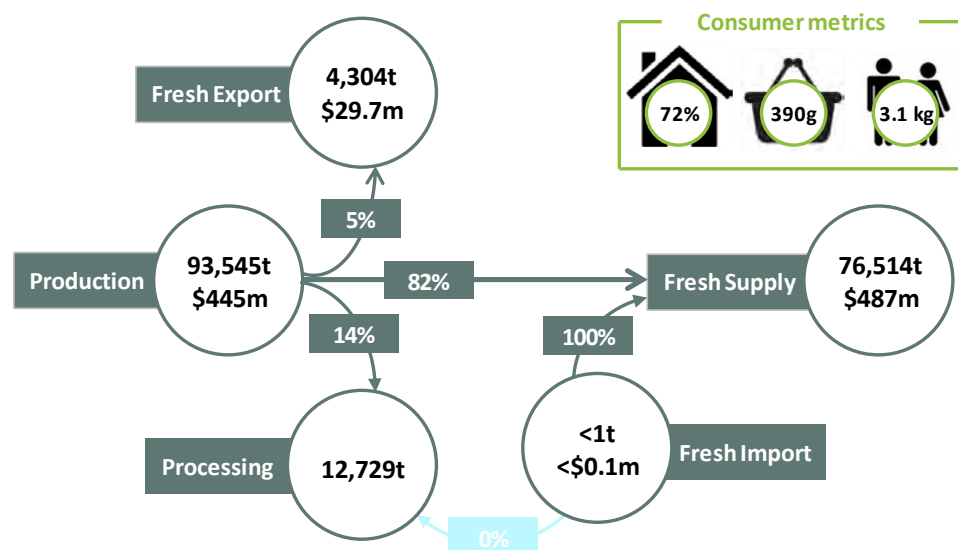 Consumer metrics
72%
390g
3.1 kg
Fresh Export
4,304t
$29.7m
5%
Production
93,545t
$445m
82%
Fresh Supply
76,514t
$487m
14%
100%
Processing
12,729t
<1t
<$0.1m
Fresh Import
0%